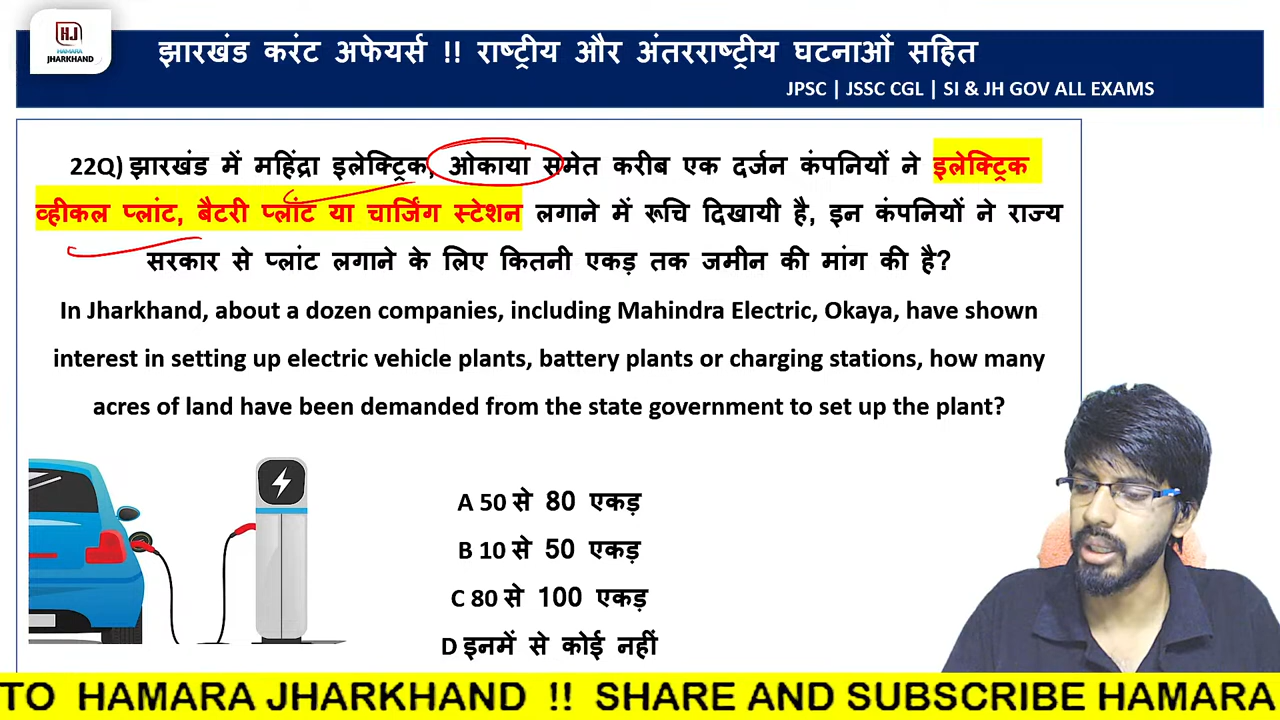 HJ
HAMARA
JHARKHAND
झारखंड करंट अफेयर्स !! राष्ट्रीय और अंतरराष्ट्रीय घटनाओं सहित
JPSC | JSSC CGL | SI & JH GOV ALL EXAMS
22Q) झारखंड में महिंद्रा इलेक्ट्रिक, ओकाया समेत करीब एक दर्जन कंपनियों ने इलेक्ट्रिक
व्हीकल प्लांट, बैटरी प्लांट या चार्जिंग स्टेशन लगाने में रूचि दिखायी है, इन कंपनियों ने राज्य
सरकार से प्लांट लगाने के लिए कितनी एकड़ तक जमीन की मांग की है?
In Jharkhand, about a dozen companies, including Mahindra Electric, Okaya, have shown
interest in setting up electric vehicle plants, battery plants or charging stations, how many
acres of land have been demanded from the state government to set up the plant?
A 50 से 80 एकड़
B 10 से 50 एकड़
C 80 से 100 एकड़
D इनमें से कोई नहीं
TO HAMARA JHARKHAND !! SHARE AND SUBSCRIBE HAMARA